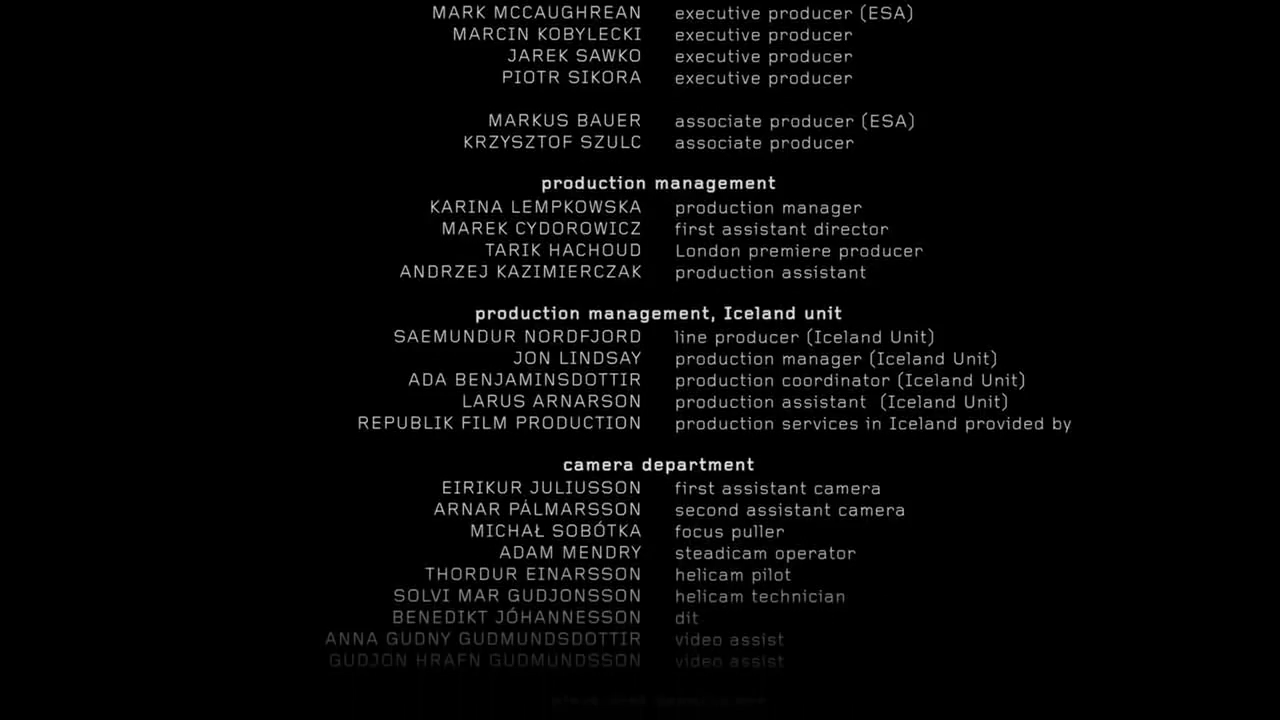 MARK MCCAUGHREAN executive producer (ESA)
MARCIN KOBYLECKI executive producer
JAREK SAWKO executive producer
PIOTR SIKORA executive producer
MARKUS BAUER associate producer (ESA)
KRZYSZTOF SZULC associate producer
production management
KARINA LEMPKOWSKA production manager
MAREK CYDOROWICZ first assistant director
TARIK HACHOUD London premiere producer
ANDRZEJ KAZIMIERCZAK production assistant
production management, Iceland unit
SAEMUNDUR NORDFJORD line producer (Iceland Unit)
JON LINDSAY production manager (Iceland Unit)
ADA BENJAMINSDOTTIR production coordinator (Iceland Unit)
LARUS ARNARSON production assistant (Iceland Unit)
REPUBLIK FILM PRODUCTION production services in Iceland provided by
camera department
EIRIKUR JULIUSSON first assistant camera
ARNAR PÁLMARSSON second assistant camera
MICHAŁ SOBÓTKA focus puller
ADAM MENDRY steadicam operator
THORDUR EINARSSON helicam pilot
SOLVI MAR GUDJONSSON helicam technician
BENEDIKT JÓHANNESSON dit
ANNA GUDNY GUDMUNDSDOTTIR video assist
GUDJON HRAFN GUDMUNDSSON video assist